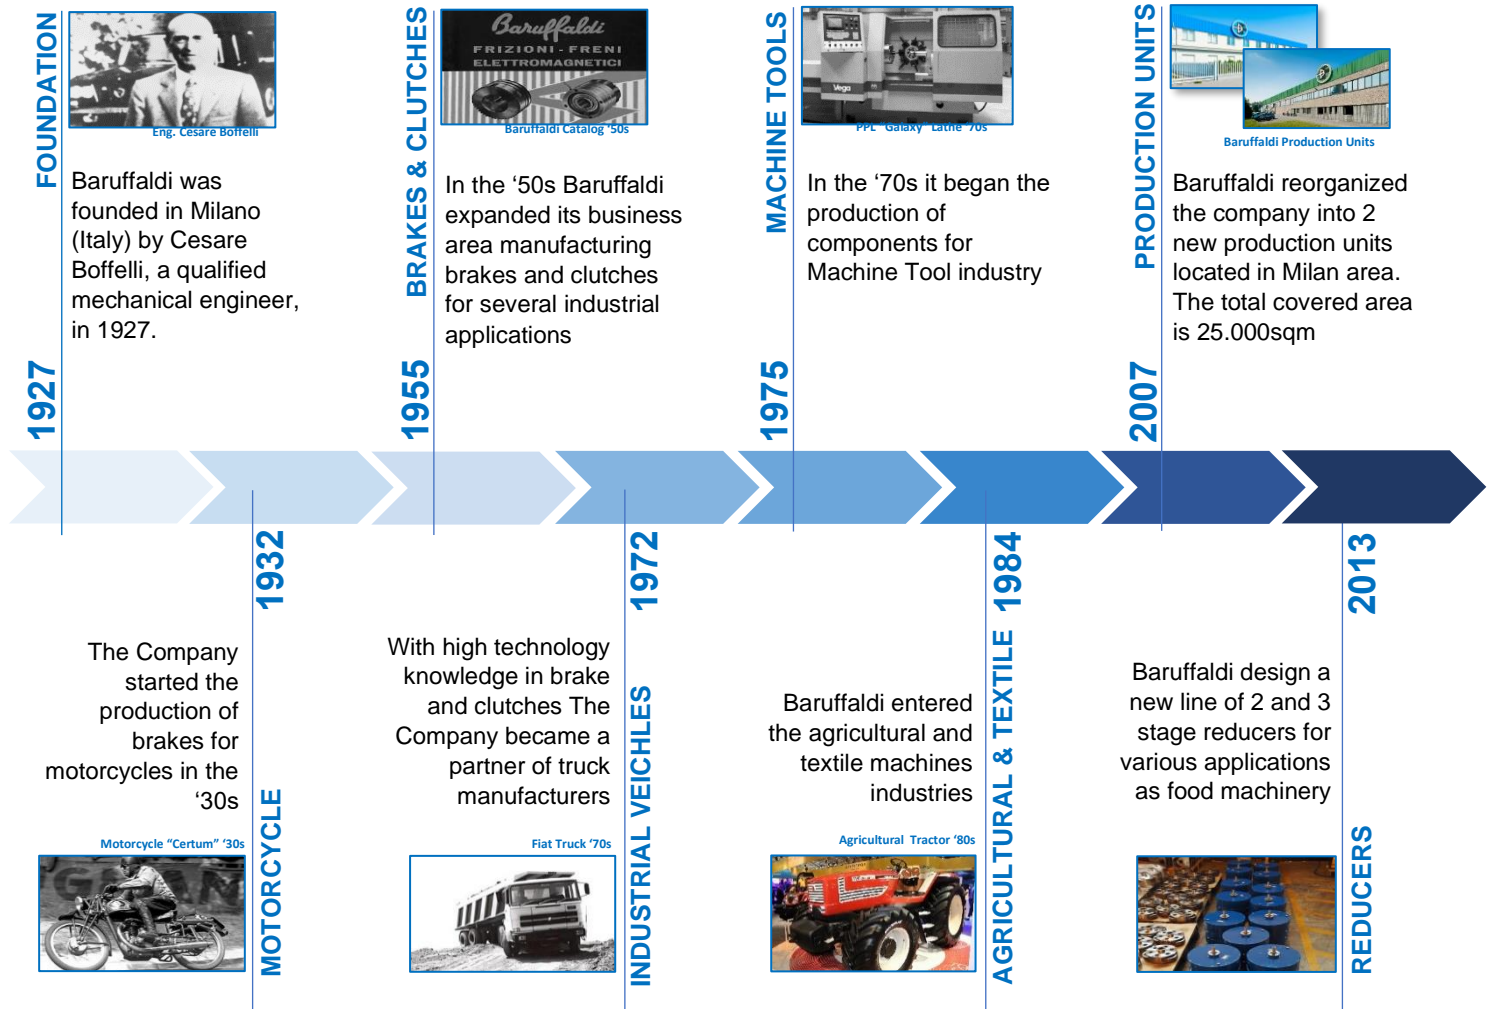 FOUNDATION
1927
Eng. Cesare Boffelli
Baruffaldi was
founded in Milano
(Italy) by Cesare
Boffelli, a qualified
mechanical engineer,
in 1927.
BRAKES & CLUTCHES
1955
Baruffaldi
FRIZIONI - FRENI
ELETTROMAGNETICI
Baruffaldi Catalog ‘50s
In the ‘50s Baruffaldi
expanded its business
area manufacturing
brakes and clutches
for several industrial
applications
MACHINE TOOLS
1975
Vega
PPL “Galaxy” Lathe ‘70s
In the ‘70s it began the
production of
components for
Machine Tool industry
PRODUCTION UNITS
2007
Baruffaldi Production Units
Baruffaldi reorganized
the company into 2
new production units
located in Milan area.
The total covered area
is 25.000sqm
1932
MOTORCYCLE
The Company
started the
production of
brakes for
motorcycles in the
‘30s
Motorcycle “Certum” ‘30s
1972
INDUSTRIAL VEICHLES
With high technology
knowledge in brake
and clutches The
Company became a
partner of truck
manufacturers
Fiat Truck ‘70s
1984
AGRICULTURAL & TEXTILE
Baruffaldi entered
the agricultural and
textile machines
industries
Agricultural Tractor ‘80s
2013
REDUCERS
Baruffaldi design a
new line of 2 and 3
stage reducers for
various applications
as food machinery